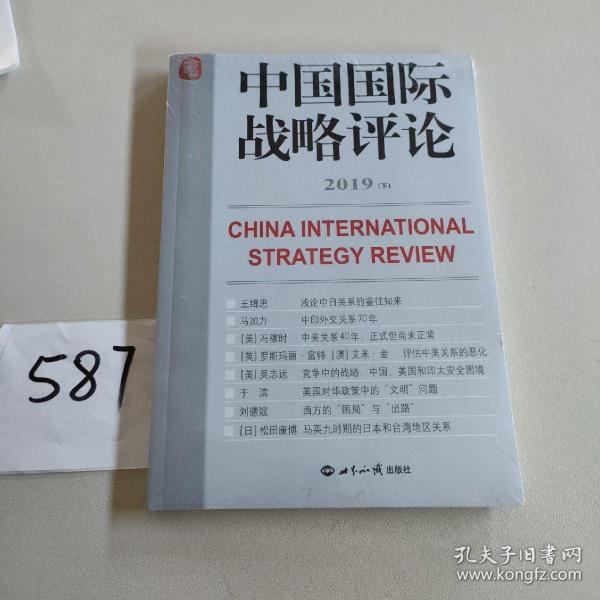 中国国际
战略评论
2019（下）
CHINA INTERNATIONAL
STRATEGY REVIEW
王缉思 浅论中日关系的鉴往知来
马加力 中印外交关系70年
[美]冯稼时 中美关系40年，正式但尚未正常
[英]罗斯玛丽·富特 [澳]艾米·金 评估中美关系的恶化
[美]吴志远 竞争中的战略：中国、美国和印太安全困境
于滨 美国对华政策中的“文明”问题
刘德斌 西方的“困局”与“出路”
[日]松田康博 马英九时期的日本和台湾地区关系
世界知识出版社
587
孔夫子旧书网
www.kongfz.com